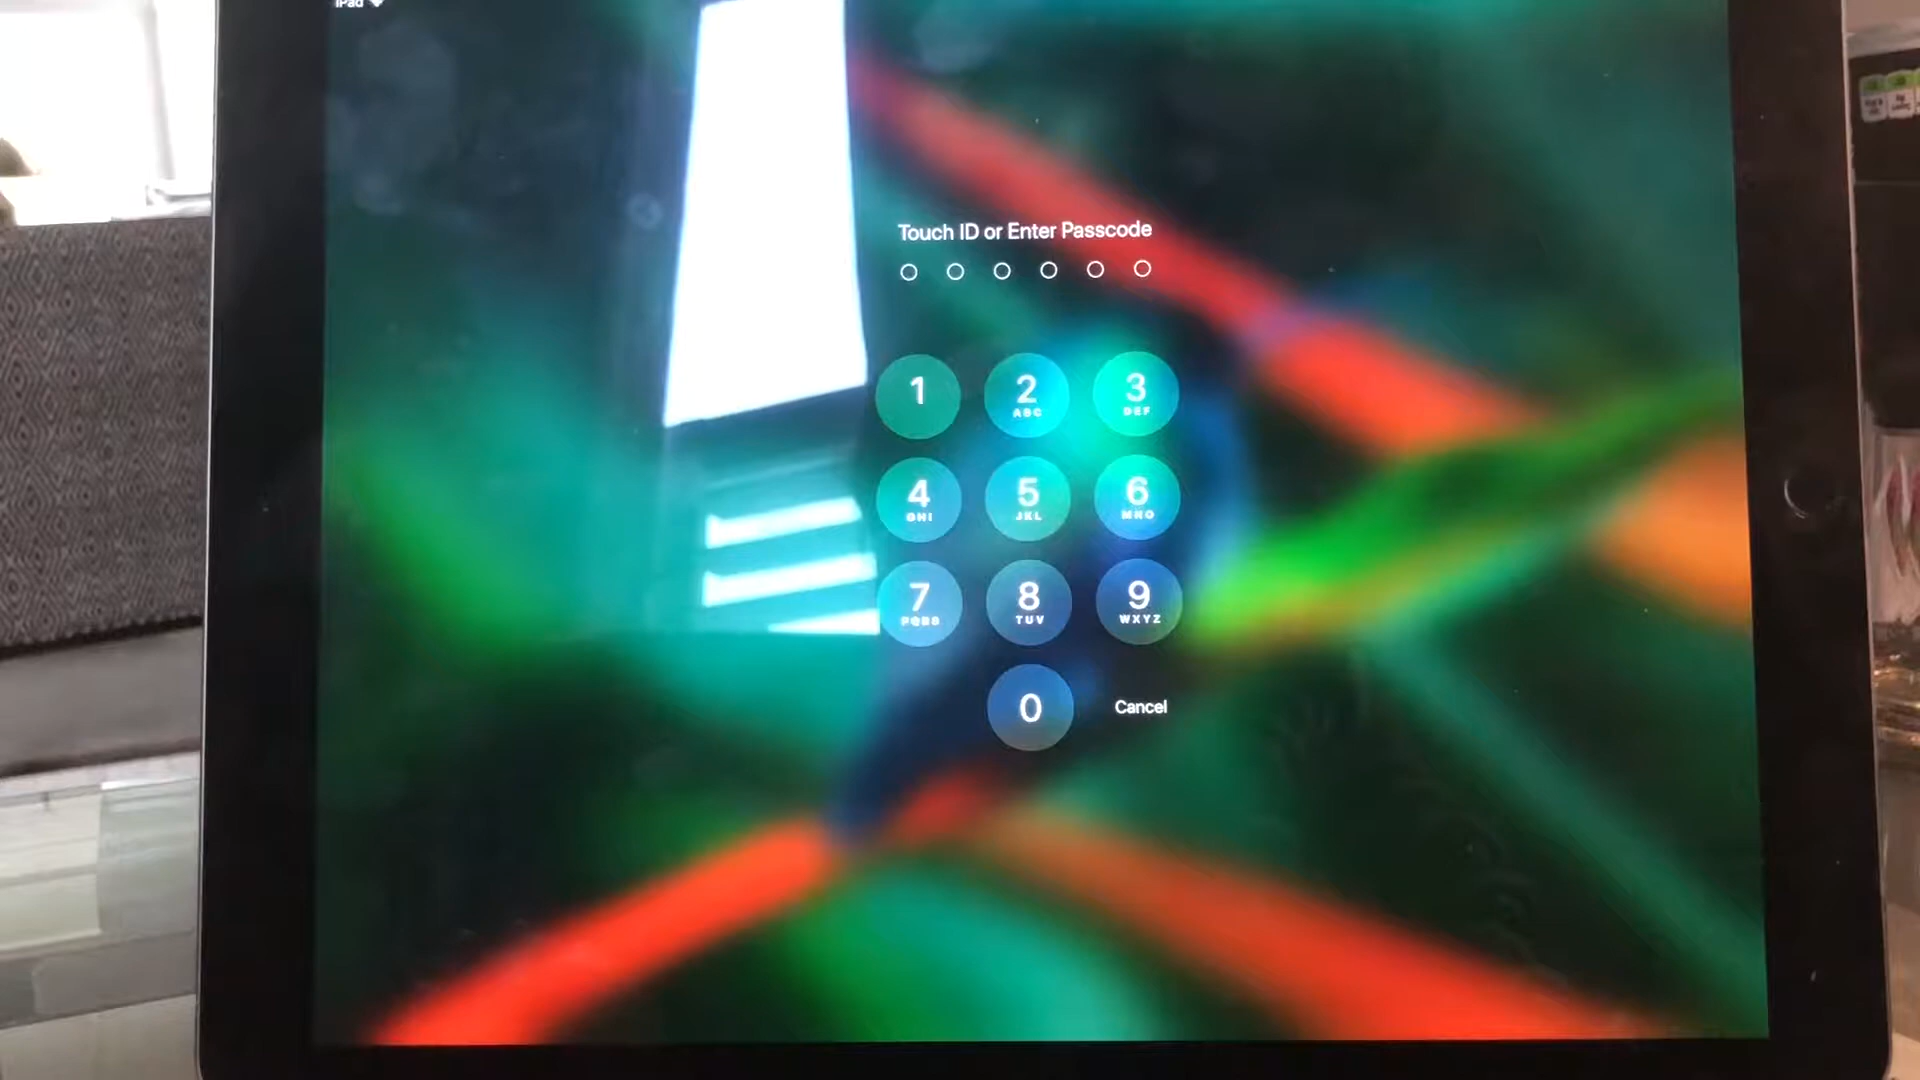 iPad
Touch ID or Enter Passcode
1
2
ABC
3
DEF
4
GHI
5
JKL
6
MNO
7
PQRS
8
TUV
9
WXYZ
0
Cancel